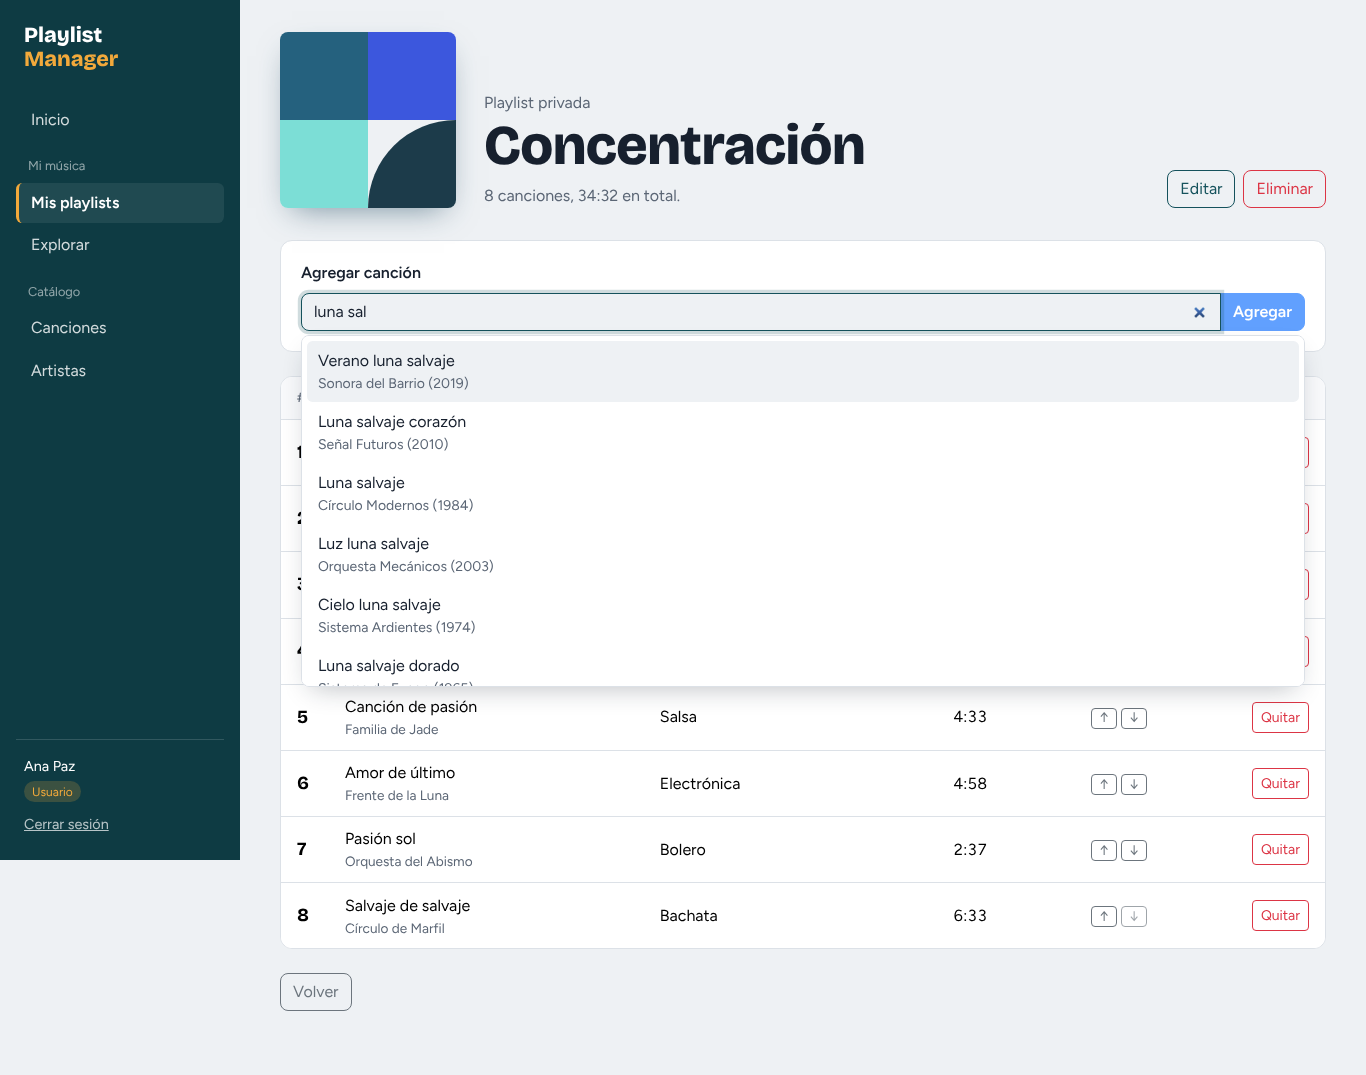 Playlist
Manager
Inicio
Mi música
Mis playlists
Explorar
Catálogo
Canciones
Artistas
Ana Paz
Usuario
Cerrar sesión
Playlist privada
Concentración
8 canciones, 34:32 en total.
Editar
Eliminar
Agregar canción
luna sal
Agregar
Verano luna salvaje
Sonora del Barrio (2019)
Luna salvaje corazón
Señal Futuros (2010)
Luna salvaje
Círculo Modernos (1984)
Luz luna salvaje
Orquesta Mecánicos (2003)
Cielo luna salvaje
Sistema Ardientes (1974)
Luna salvaje dorado
5 Canción de pasión Salsa 4:33 ↑ ↓ Quitar
Familia de Jade
6 Amor de último Electrónica 4:58 ↑ ↓ Quitar
Frente de la Luna
7 Pasión sol Bolero 2:37 ↑ ↓ Quitar
Orquesta del Abismo
8 Salvaje de salvaje Bachata 6:33 ↑ ↓ Quitar
Círculo de Marfil
Volver